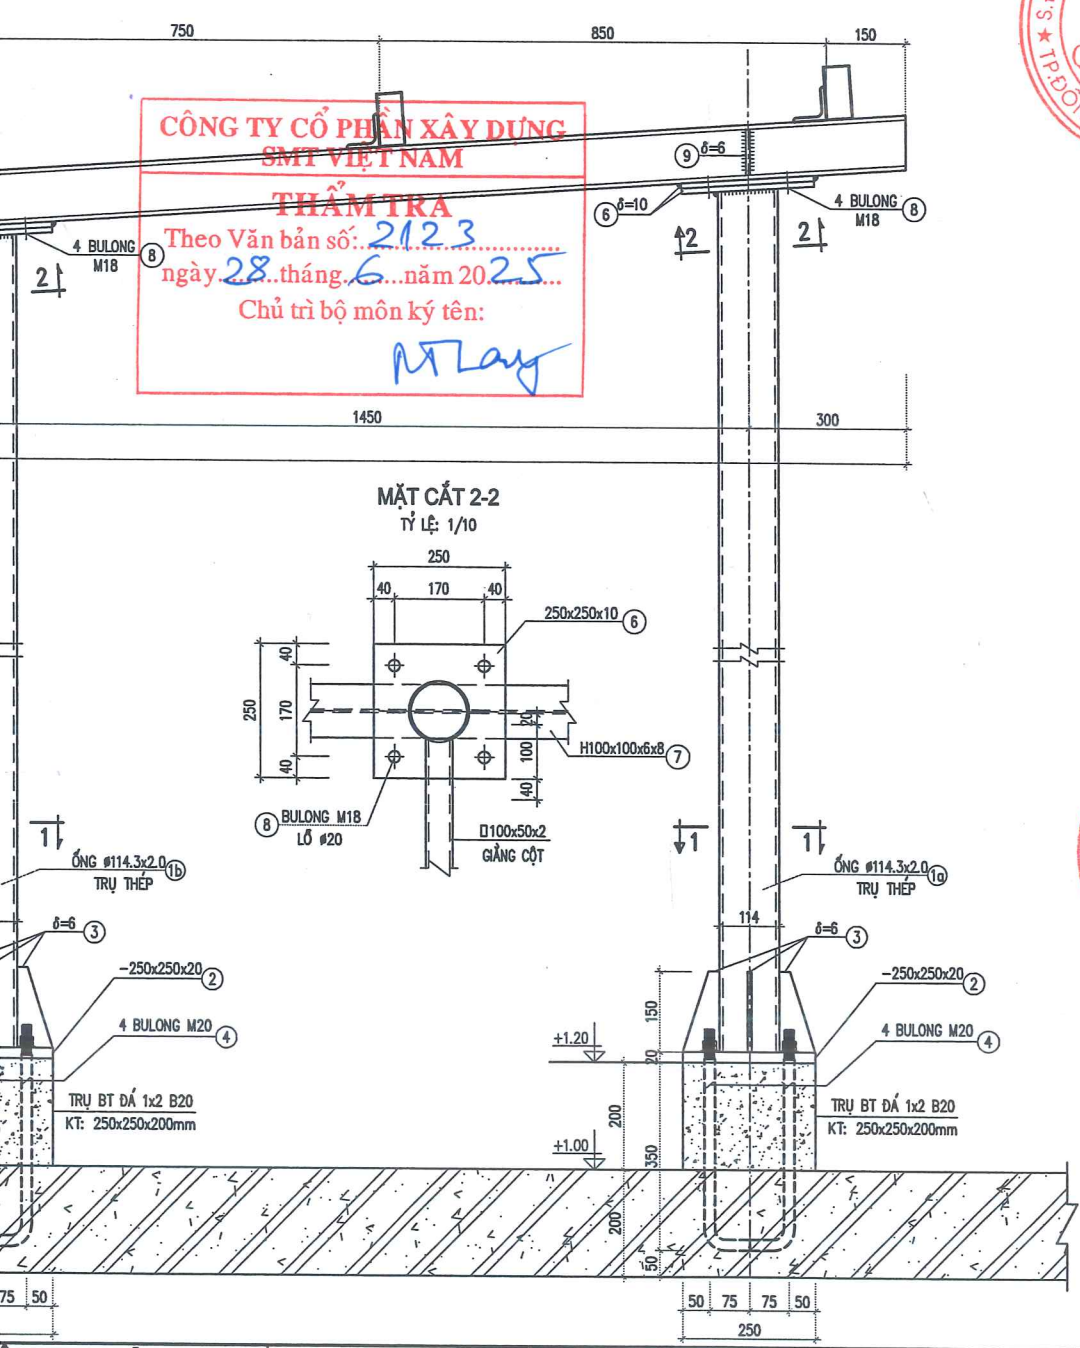 750
850
150
★ S.
★ TP.ĐỒN
CÔNG TY CỔ PHẦN XÂY DỰNG
SMT VIỆT NAM
THẨM TRA
Theo Văn bản số: 2123
ngày 28 tháng 6 năm 2025
Chủ trì bộ môn ký tên:
9 δ=6
6 δ=10
4 BULONG 8
M18
4 BULONG 8
M18
2
2
2
1450
300
MẶT CẮT 2-2
TỶ LỆ: 1/10
250
40 170 40
250x250x10 6
40
250
170
40
20
100
40
H100x100x6x8 7
8 BULONG M18
LỖ ø20
□100x50x2
GIẰNG CỘT
1
1
1
ỐNG ø114.3x2.0 1b
TRỤ THÉP
ỐNG ø114.3x2.0 1a
TRỤ THÉP
114
δ=6 3
δ=6 3
-250x250x20 2
-250x250x20 2
4 BULONG M20 4
4 BULONG M20 4
150
20
+1.20
TRỤ BT ĐÁ 1x2 B20
KT: 250x250x200mm
TRỤ BT ĐÁ 1x2 B20
KT: 250x250x200mm
200
+1.00
350
200
50
75 50
50 75 75 50
250